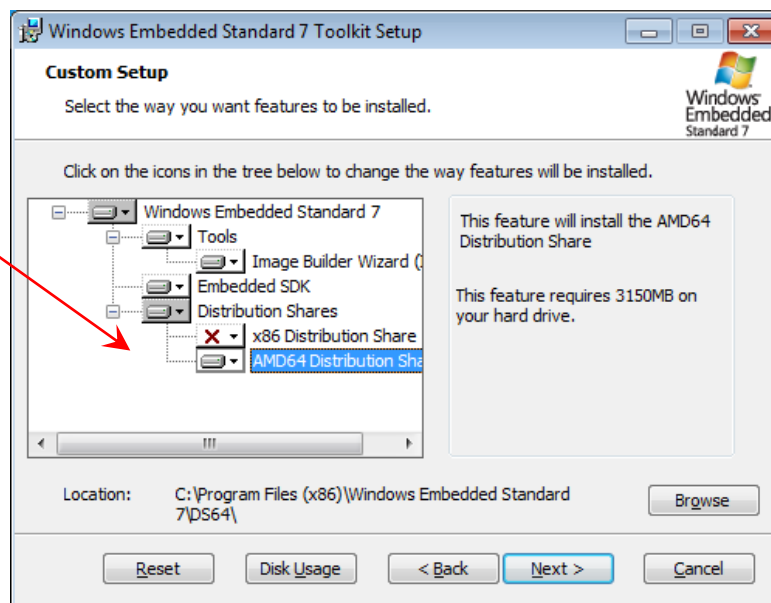 Windows Embedded Standard 7 Toolkit Setup
Custom Setup
Select the way you want features to be installed.
Windows
Embedded
Standard 7
Click on the icons in the tree below to change the way features will be installed.
Windows Embedded Standard 7
Tools
Image Builder Wizard (
Embedded SDK
Distribution Shares
x86 Distribution Share
AMD64 Distribution Sha
This feature will install the AMD64
Distribution Share
This feature requires 3150MB on
your hard drive.
Location: C:\Program Files (x86)\Windows Embedded Standard
7\DS64\
Browse
Reset Disk Usage < Back Next > Cancel